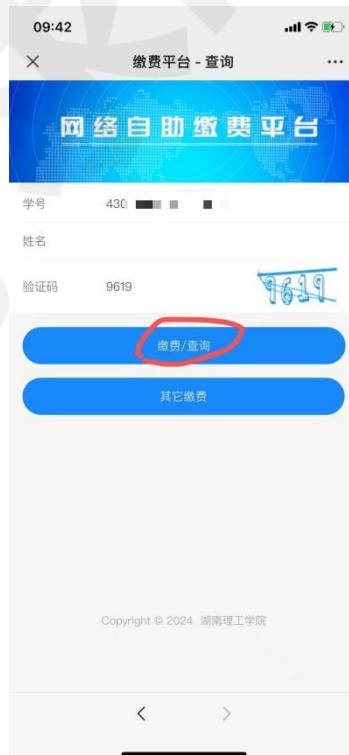 09:42
缴费平台 - 查询
网络自助缴费平台
学号 430
姓名
验证码 9619 9619
缴费/查询
其它缴费
Copyright © 2024 湖南理工学院